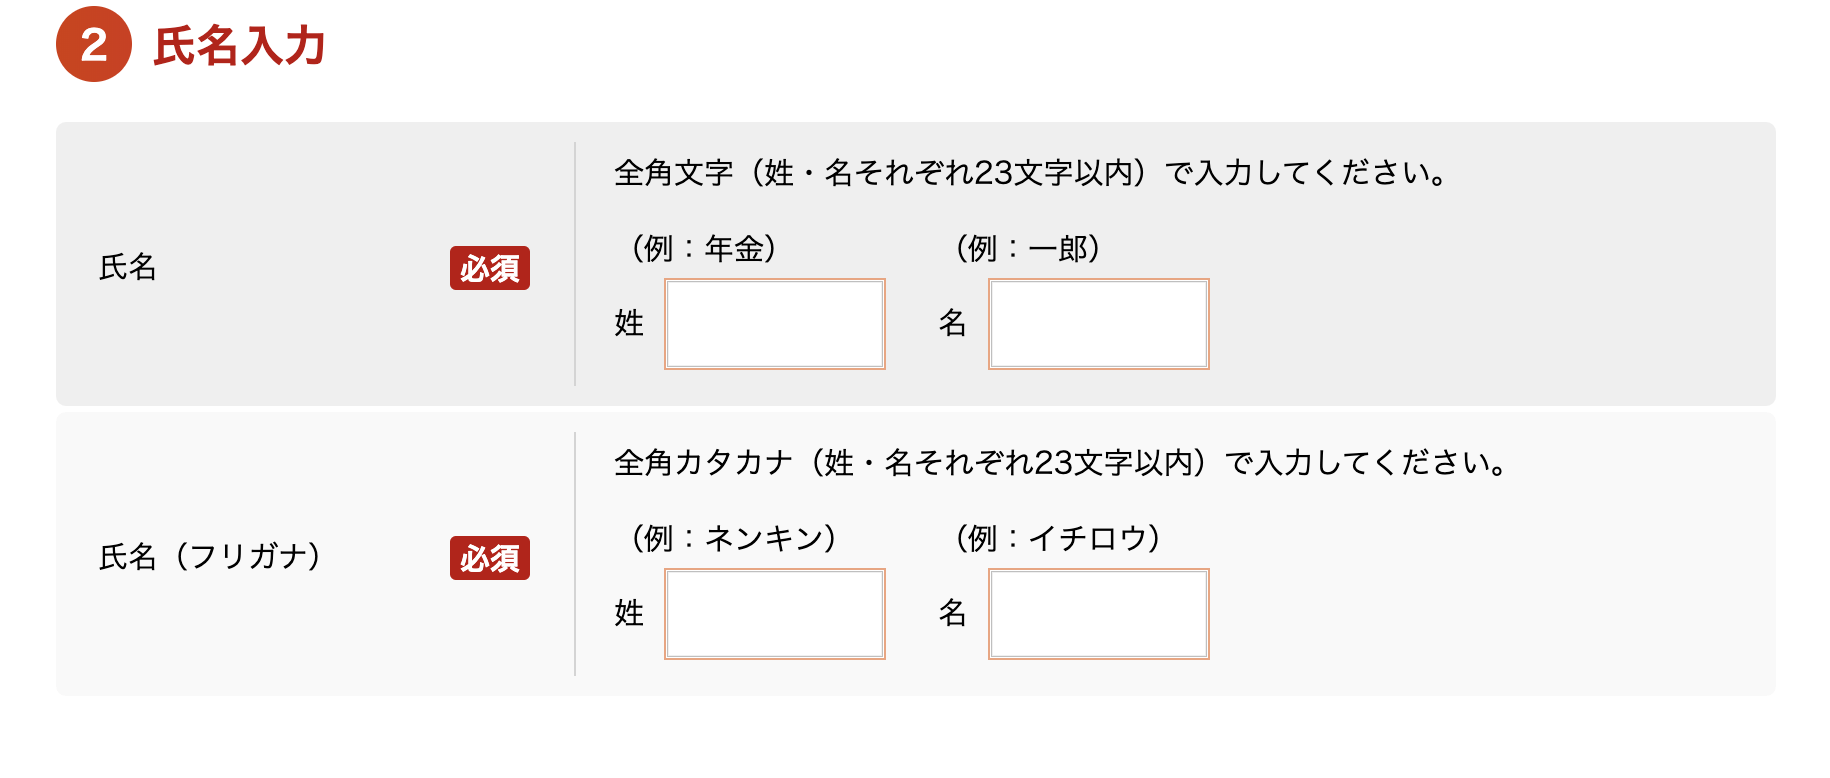 2 氏名入力
全角文字（姓・名それぞれ23文字以内）で入力してください。
（例：年金） （例：一郎）
氏名 必須
姓 名
全角カタカナ（姓・名それぞれ23文字以内）で入力してください。
（例：ネンキン） （例：イチロウ）
氏名（フリガナ） 必須
姓 名